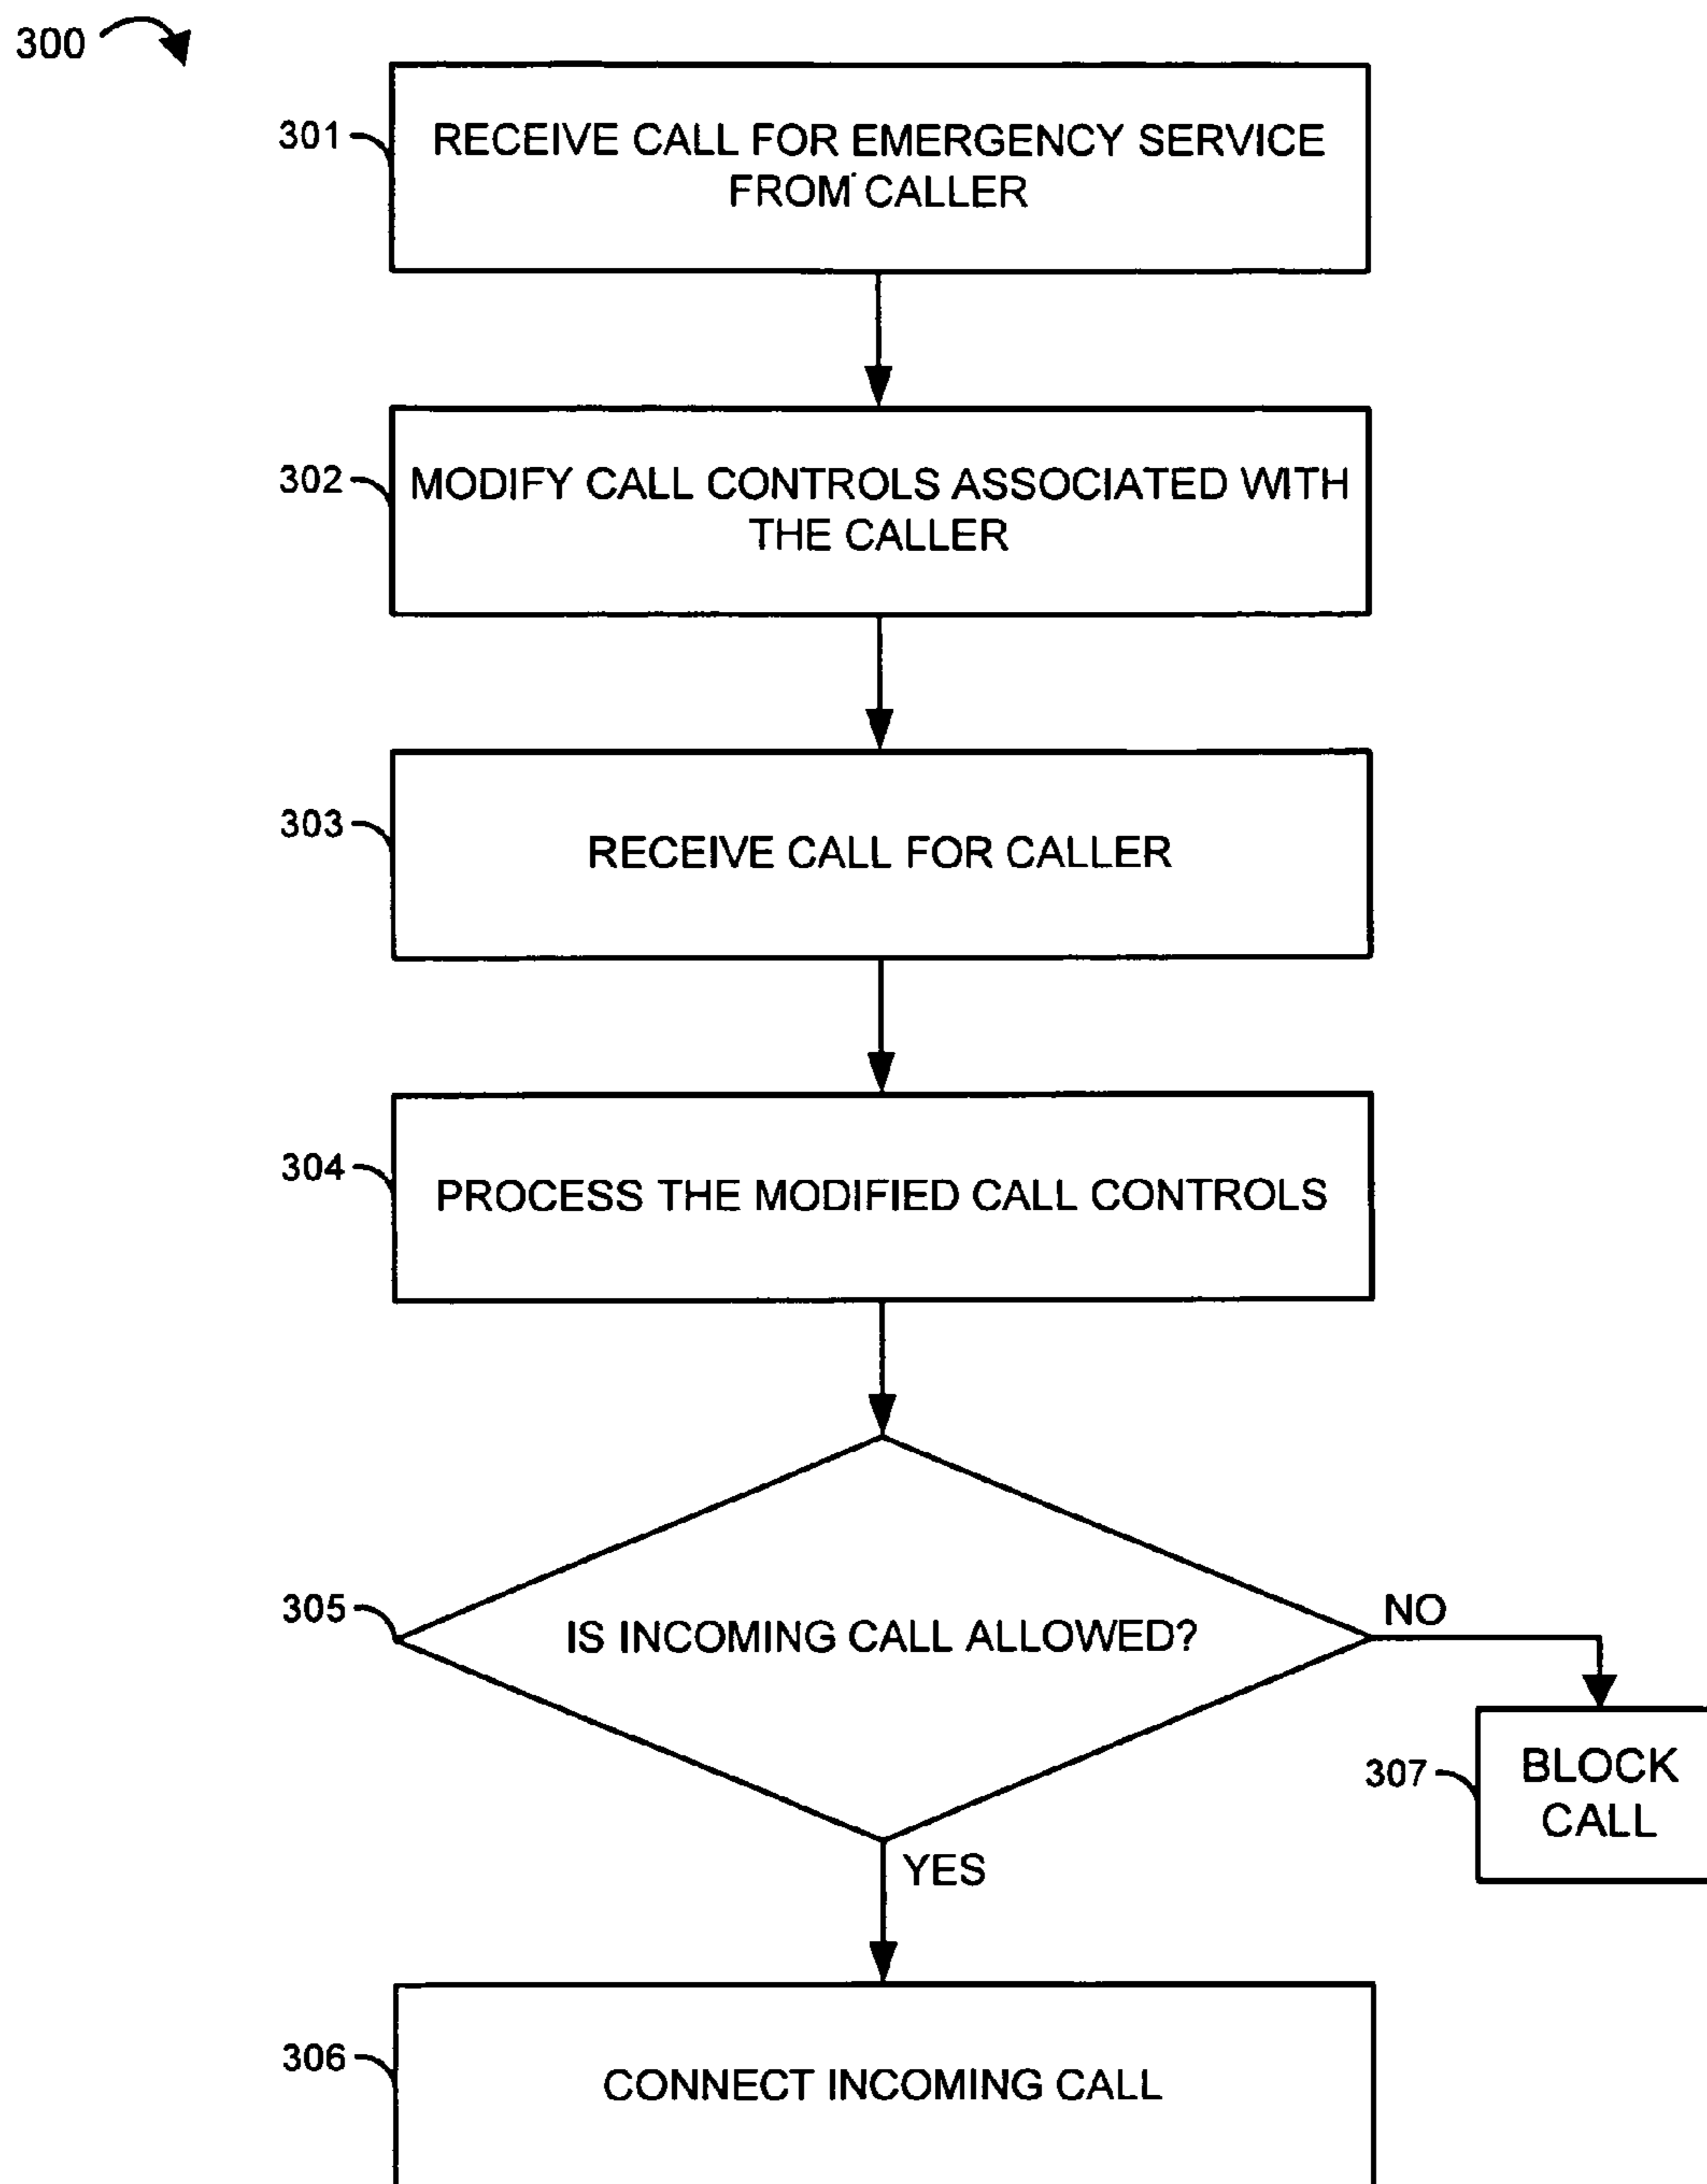 300
301
RECEIVE CALL FOR EMERGENCY SERVICE
FROM CALLER
302
MODIFY CALL CONTROLS ASSOCIATED WITH
THE CALLER
303
RECEIVE CALL FOR CALLER
304
PROCESS THE MODIFIED CALL CONTROLS
305
IS INCOMING CALL ALLOWED?
NO
307
BLOCK
CALL
YES
306
CONNECT INCOMING CALL